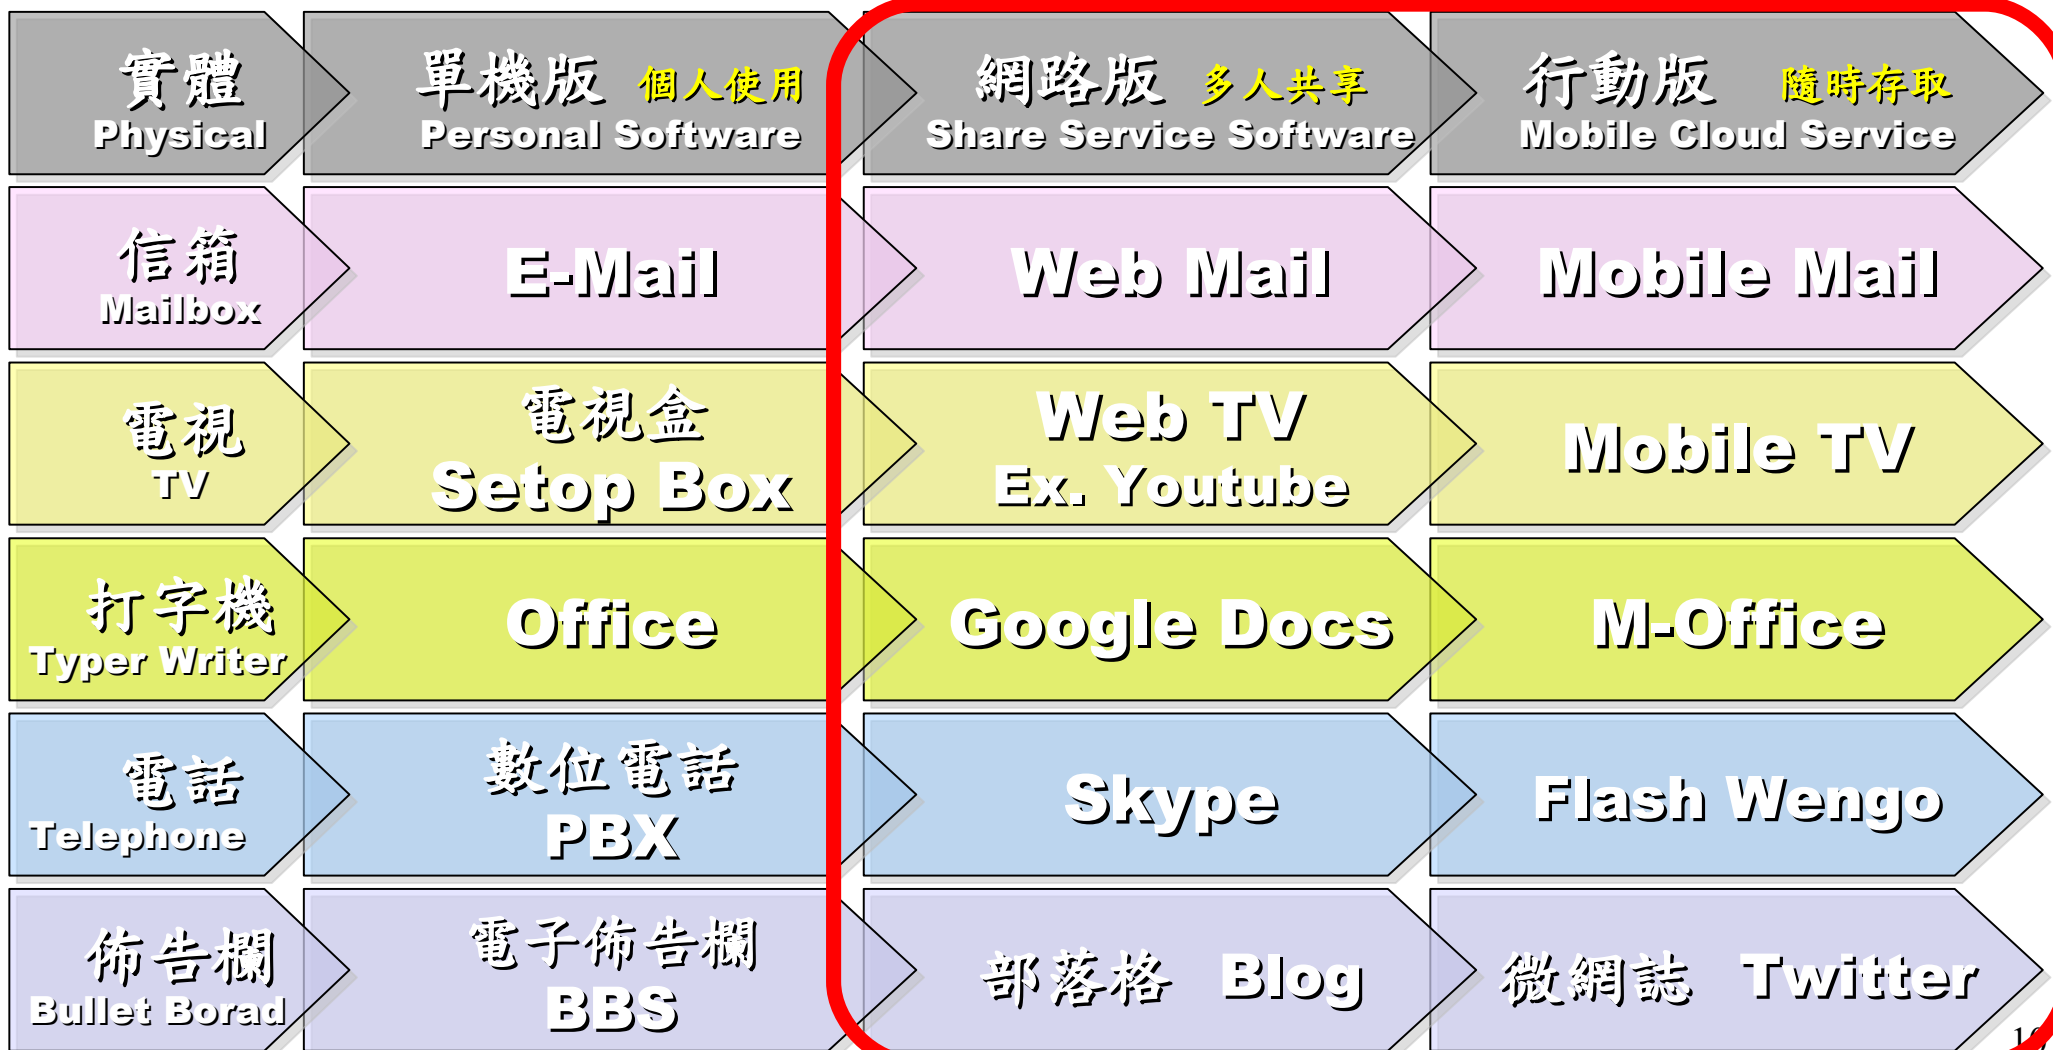 實體
Physical
單機版 個人使用
Personal Software
網路版 多人共享
Share Service Software
行動版 隨時存取
Mobile Cloud Service
信箱
Mailbox
E-Mail
Web Mail
Mobile Mail
電視
TV
電視盒
Setop Box
Web TV
Ex. Youtube
Mobile TV
打字機
Typer Writer
Office
Google Docs
M-Office
電話
Telephone
數位電話
PBX
Skype
Flash Wengo
佈告欄
Bullet Borad
電子佈告欄
BBS
部落格 Blog
微網誌 Twitter